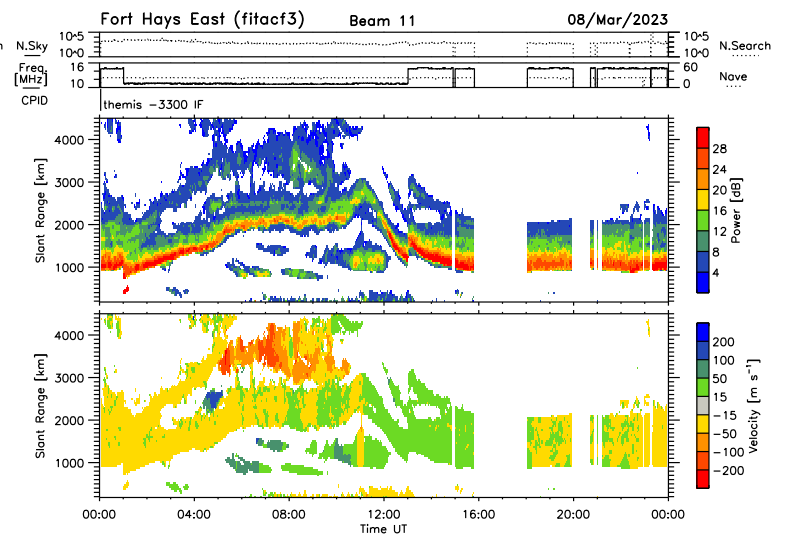 Fort Hays East (fitacf3) Beam 11 08/Mar/2023
n N.Sky 10^5 10^0 10^5 10^0 N.Search
Freq. [MHz] 16 10 60 0 Nave
CPID themis -3300 IF
Slant Range [km] 4000 3000 2000 1000
28 24 20 16 12 8 4 Power [dB]
Slant Range [km] 4000 3000 2000 1000
200 100 50 15 -15 -50 -100 -200 Velocity [m s⁻¹]
00:00 04:00 08:00 12:00 16:00 20:00 00:00
Time UT